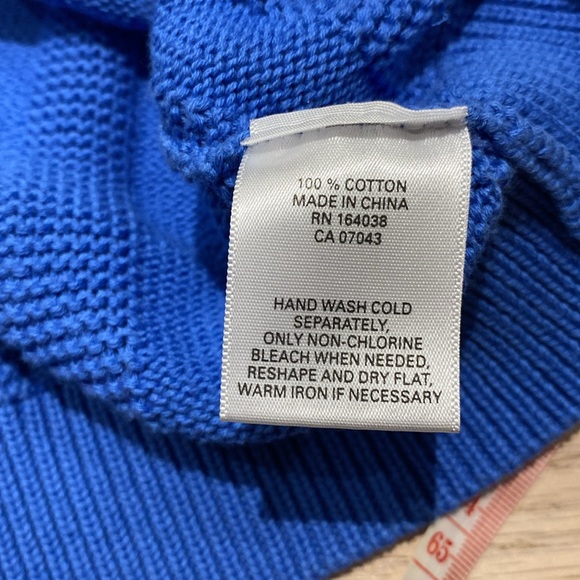 100 % COTTON
MADE IN CHINA
RN 164038
CA 07043
HAND WASH COLD
SEPARATELY,
ONLY NON-CHLORINE
BLEACH WHEN NEEDED,
RESHAPE AND DRY FLAT,
WARM IRON IF NECESSARY